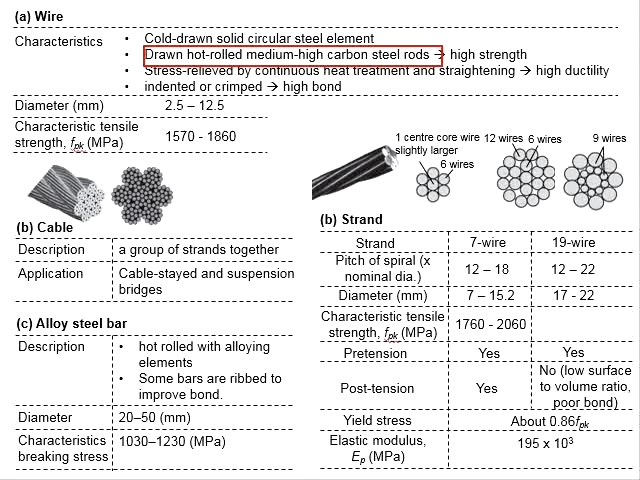 (a) Wire
Characteristics
• Cold-drawn solid circular steel element
• Drawn hot-rolled medium-high carbon steel rods → high strength
• Stress-relieved by continuous heat treatment and straightening → high ductility
• indented or crimped → high bond
Diameter (mm) 2.5 – 12.5
Characteristic tensile
strength, fpk (MPa) 1570 - 1860
(b) Cable
Description a group of strands together
Application Cable-stayed and suspension
bridges
(c) Alloy steel bar
Description • hot rolled with alloying
elements
• Some bars are ribbed to
improve bond.
Diameter 20–50 (mm)
Characteristics 1030–1230 (MPa)
breaking stress
1 centre core wire
slightly larger
6 wires
12 wires 6 wires
9 wires
(b) Strand
Strand 7-wire 19-wire
Pitch of spiral (x
nominal dia.) 12 – 18 12 – 22
Diameter (mm) 7 – 15.2 17 - 22
Characteristic tensile
strength, fpk (MPa) 1760 - 2060
Pretension Yes Yes
Post-tension Yes No (low surface
to volume ratio,
poor bond)
Yield stress About 0.86fpk
Elastic modulus,
Ep (MPa) 195 x 10³